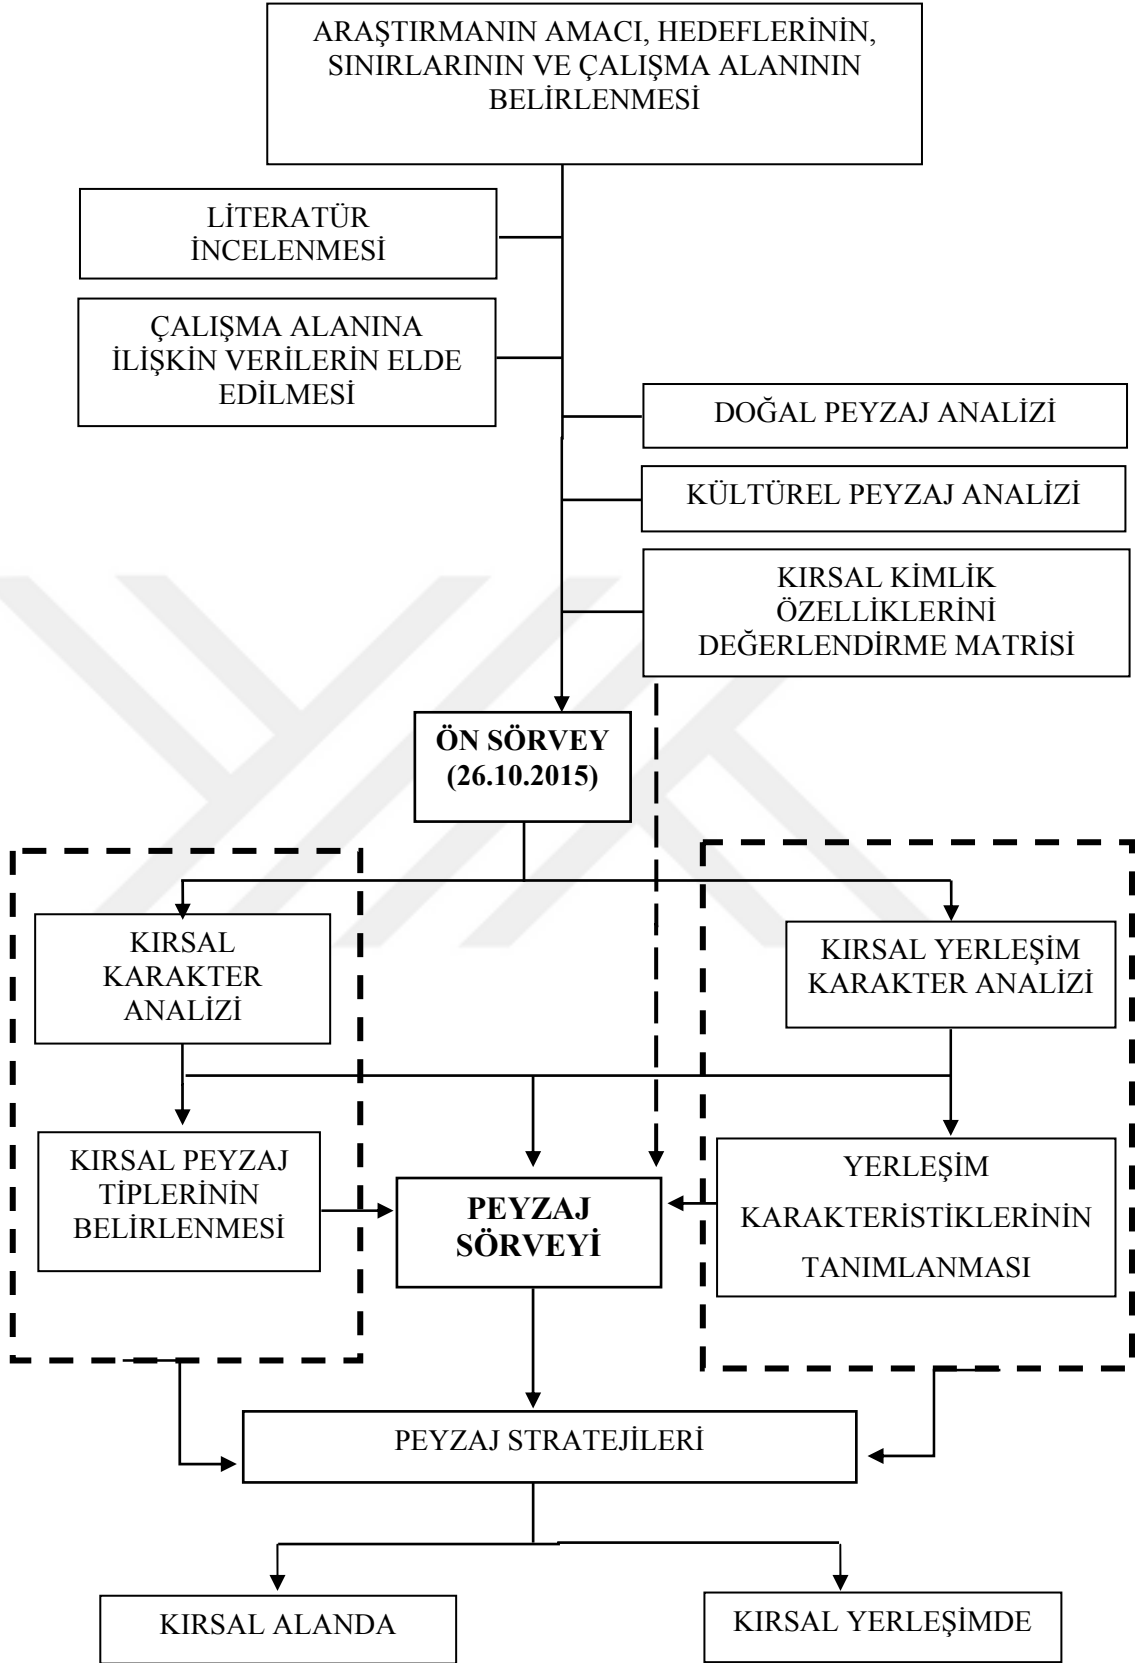 ARAŞTIRMANIN AMACI, HEDEFLERİNİN,
SINIRLARININ VE ÇALIŞMA ALANININ
BELİRLENMESİ
LİTERATÜR
İNCELENMESİ
ÇALIŞMA ALANINA
İLİŞKİN VERİLERİN ELDE
EDİLMESİ
DOĞAL PEYZAJ ANALİZİ
KÜLTÜREL PEYZAJ ANALİZİ
KIRSAL KİMLİK
ÖZELLİKLERİNİ
DEĞERLENDİRME MATRİSİ
ÖN SÖRVEY
(26.10.2015)
KIRSAL
KARAKTER
ANALİZİ
KIRSAL YERLEŞİM
KARAKTER ANALİZİ
KIRSAL PEYZAJ
TİPLERİNİN
BELİRLENMESİ
PEYZAJ
SÖRVEYİ
YERLEŞİM
KARAKTERİSTİKLERİNİN
TANIMLANMASI
PEYZAJ STRATEJİLERİ
KIRSAL ALANDA
KIRSAL YERLEŞİMDE